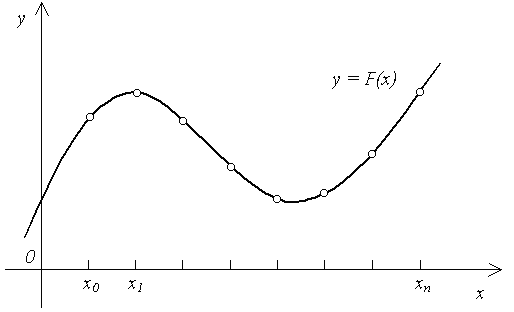 y
y = F(x)
0
x₀ x₁ xₙ
x